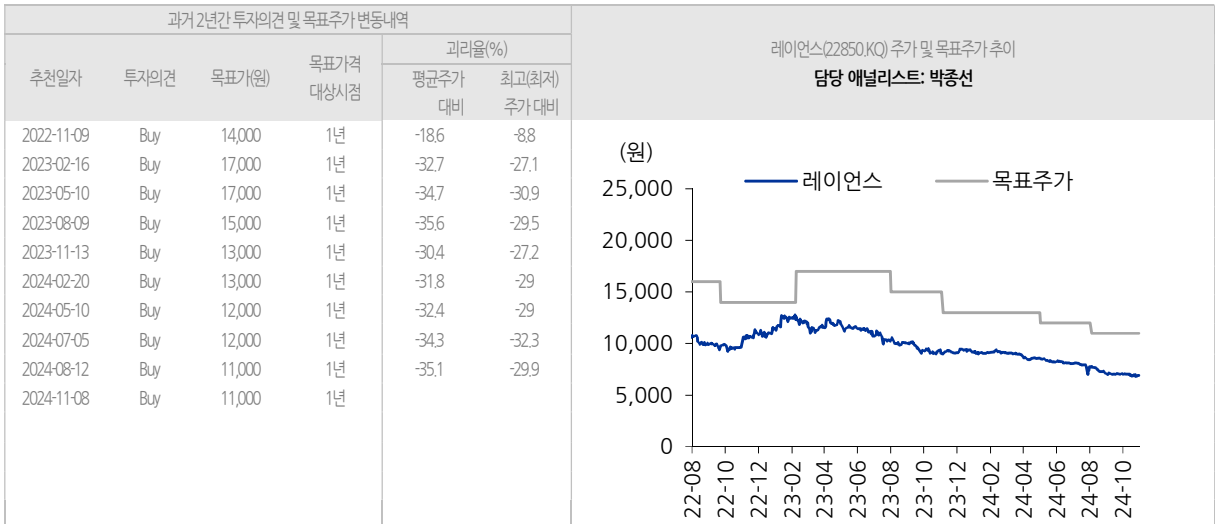 과거 2년간 투자의견 및 목표주가 변동내역
추천일자 투자의견 목표가(원) 목표가격 대상시점 괴리율(%)
평균주가 대비 최고(최저) 주가 대비
2022-11-09 Buy 14,000 1년 -18.6 -8.8
2023-02-16 Buy 17,000 1년 -32.7 -27.1
2023-05-10 Buy 17,000 1년 -34.7 -30.9
2023-08-09 Buy 15,000 1년 -35.6 -29.5
2023-11-13 Buy 13,000 1년 -30.4 -27.2
2024-02-20 Buy 13,000 1년 -31.8 -29
2024-05-10 Buy 12,000 1년 -32.4 -29
2024-07-05 Buy 12,000 1년 -34.3 -32.3
2024-08-12 Buy 11,000 1년 -35.1 -29.9
2024-11-08 Buy 11,000 1년
레이언스(22850.KQ) 주가 및 목표주가 추이
담당 애널리스트: 박종선
(원)
레이언스 목표주가
25,000
20,000
15,000
10,000
5,000
0
22-08 22-10 22-12 23-02 23-04 23-06 23-08 23-10 23-12 24-02 24-04 24-06 24-08 24-10